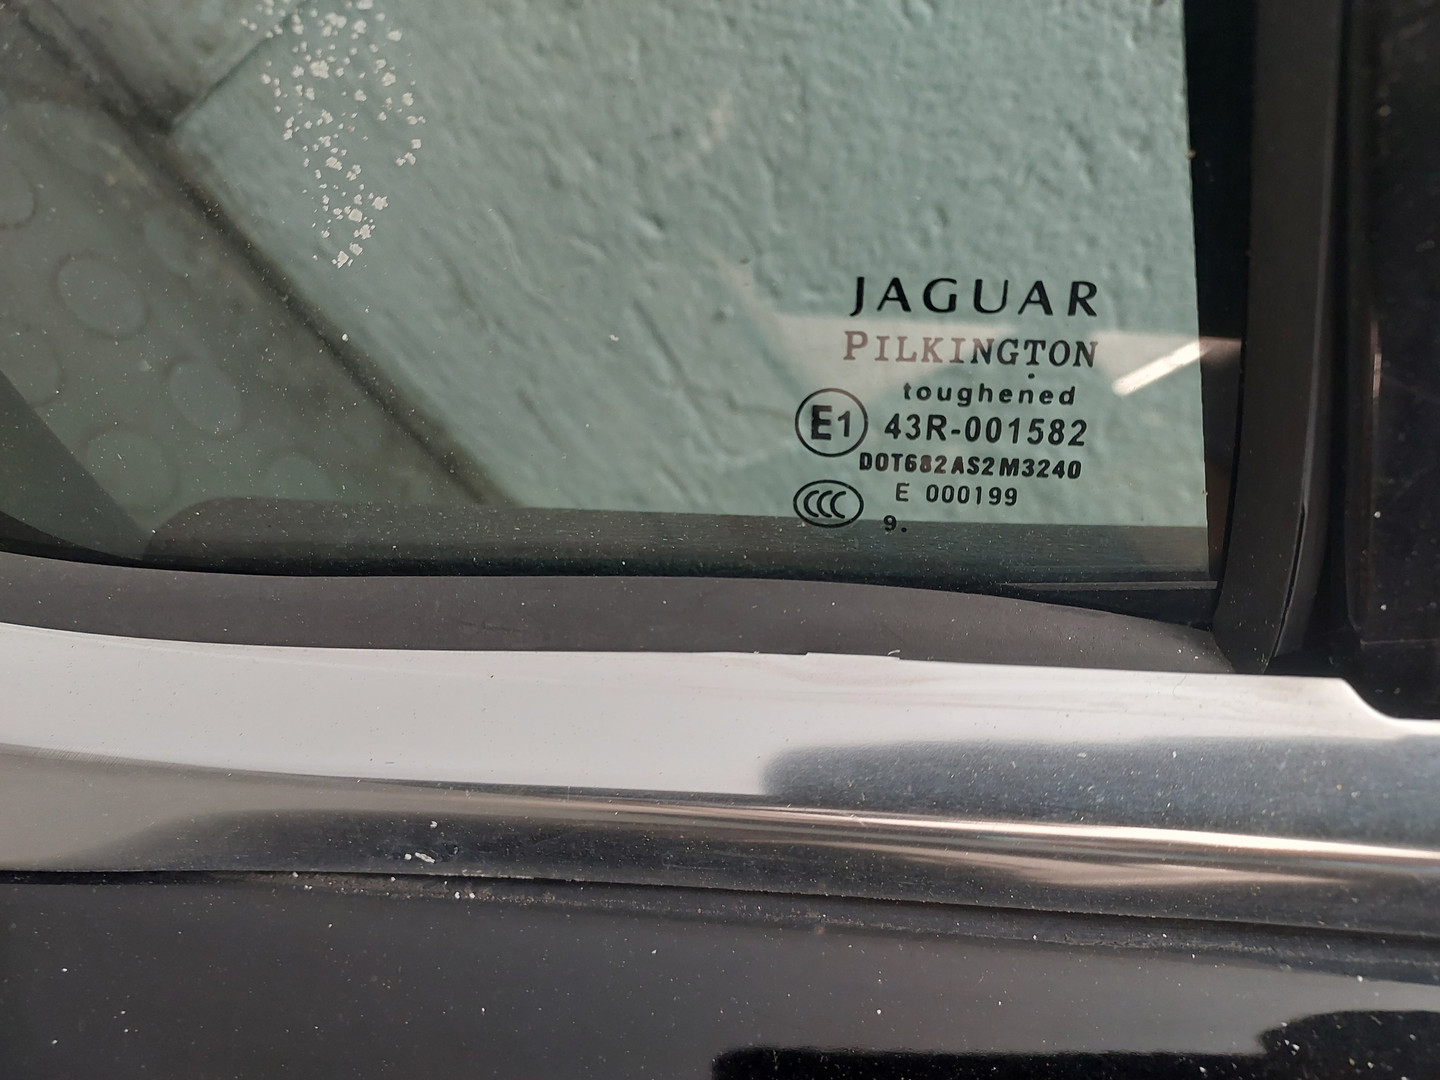 JAGUAR
PILKINGTON
toughened
E1 43R-001582
DOT682AS2M3240
CCC E 000199
9.